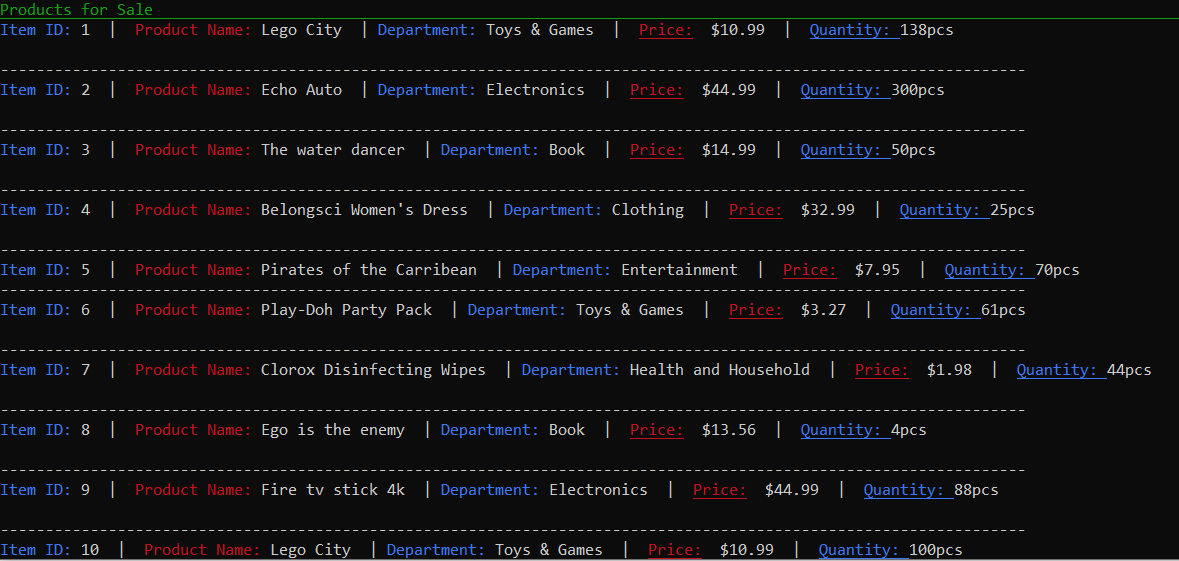 Products for Sale
Item ID: 1 | Product Name: Lego City | Department: Toys & Games | Price: $10.99 | Quantity: 138pcs
------------------------------------------------------------------------------------------------------------------
Item ID: 2 | Product Name: Echo Auto | Department: Electronics | Price: $44.99 | Quantity: 300pcs
------------------------------------------------------------------------------------------------------------------
Item ID: 3 | Product Name: The water dancer | Department: Book | Price: $14.99 | Quantity: 50pcs
------------------------------------------------------------------------------------------------------------------
Item ID: 4 | Product Name: Belongsci Women's Dress | Department: Clothing | Price: $32.99 | Quantity: 25pcs
------------------------------------------------------------------------------------------------------------------
Item ID: 5 | Product Name: Pirates of the Carribean | Department: Entertainment | Price: $7.95 | Quantity: 70pcs
------------------------------------------------------------------------------------------------------------------
Item ID: 6 | Product Name: Play-Doh Party Pack | Department: Toys & Games | Price: $3.27 | Quantity: 61pcs
------------------------------------------------------------------------------------------------------------------
Item ID: 7 | Product Name: Clorox Disinfecting Wipes | Department: Health and Household | Price: $1.98 | Quantity: 44pcs
------------------------------------------------------------------------------------------------------------------
Item ID: 8 | Product Name: Ego is the enemy | Department: Book | Price: $13.56 | Quantity: 4pcs
------------------------------------------------------------------------------------------------------------------
Item ID: 9 | Product Name: Fire tv stick 4k | Department: Electronics | Price: $44.99 | Quantity: 88pcs
------------------------------------------------------------------------------------------------------------------
Item ID: 10 | Product Name: Lego City | Department: Toys & Games | Price: $10.99 | Quantity: 100pcs